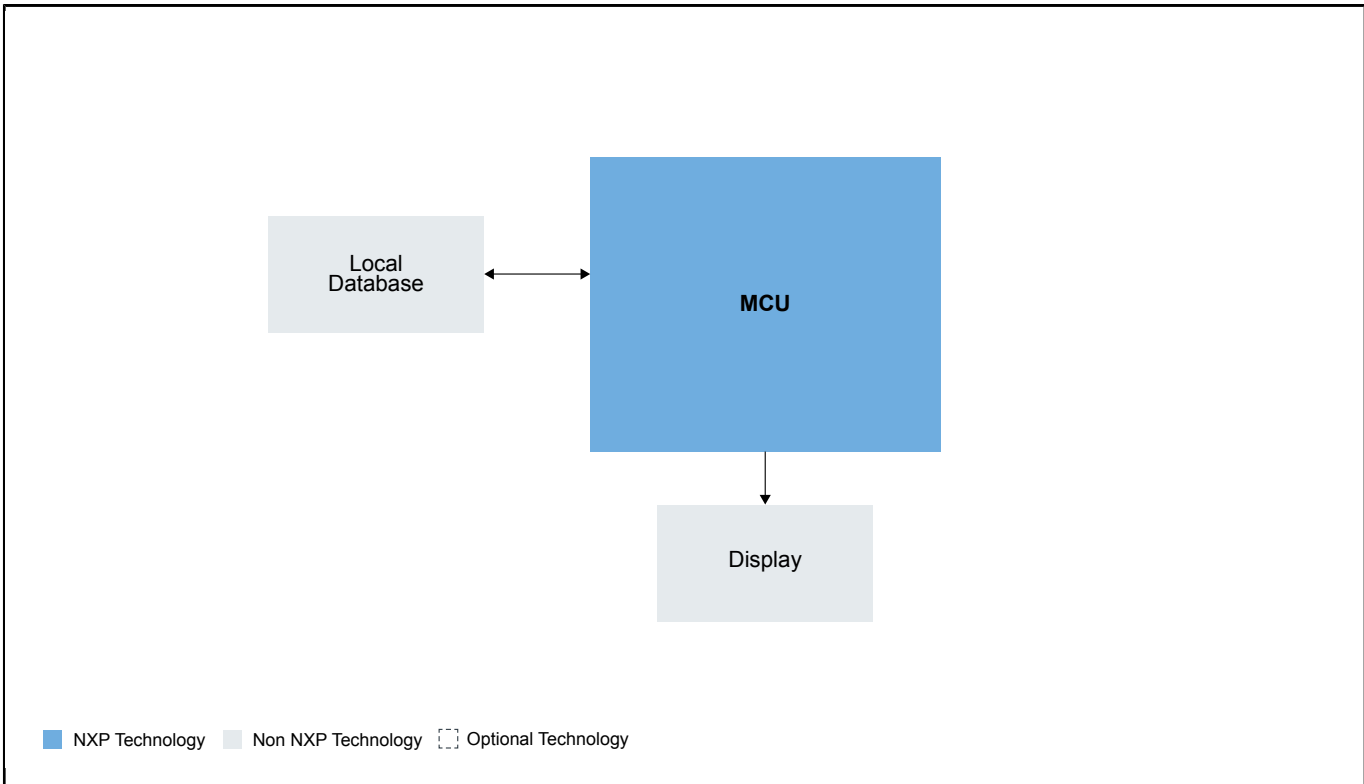 Local
Database
MCU
Display
NXP Technology
Non NXP Technology
Optional Technology